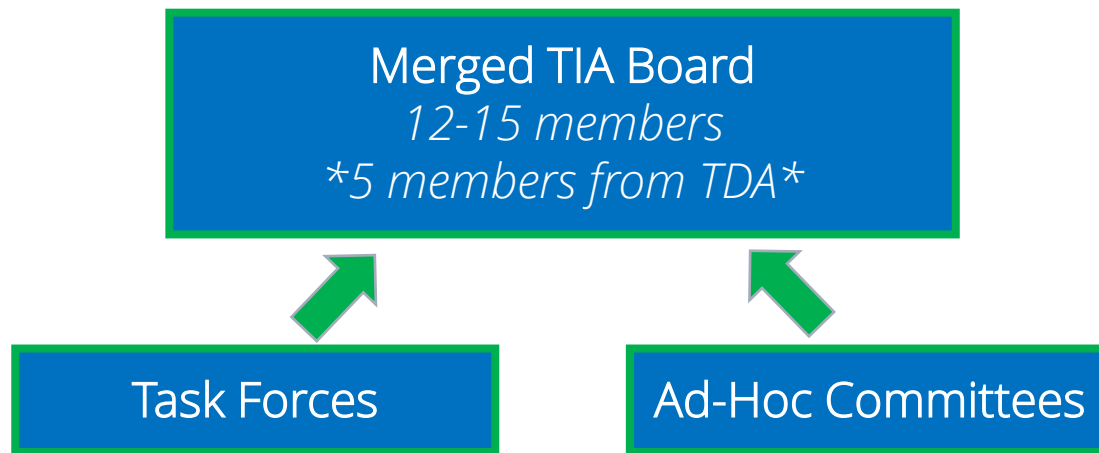 Merged TIA Board
12-15 members
*5 members from TDA*
Task Forces
Ad-Hoc Committees